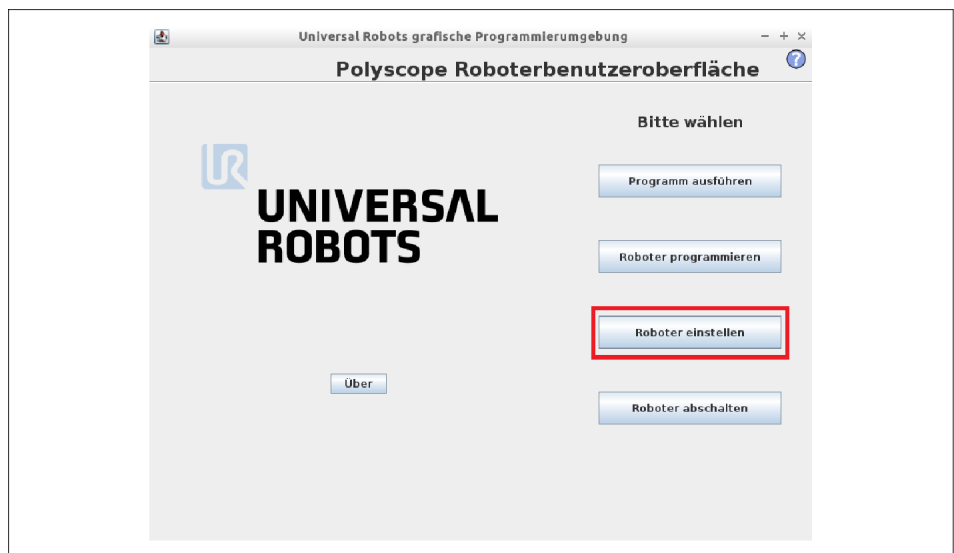 Universal Robots grafische Programmierumgebung
Polyscope Roboterbenutzeroberfläche
?
Bitte wählen
UR
Programm ausführen
UNIVERSAL
ROBOTS
Roboter programmieren
Roboter einstellen
Über
Roboter abschalten